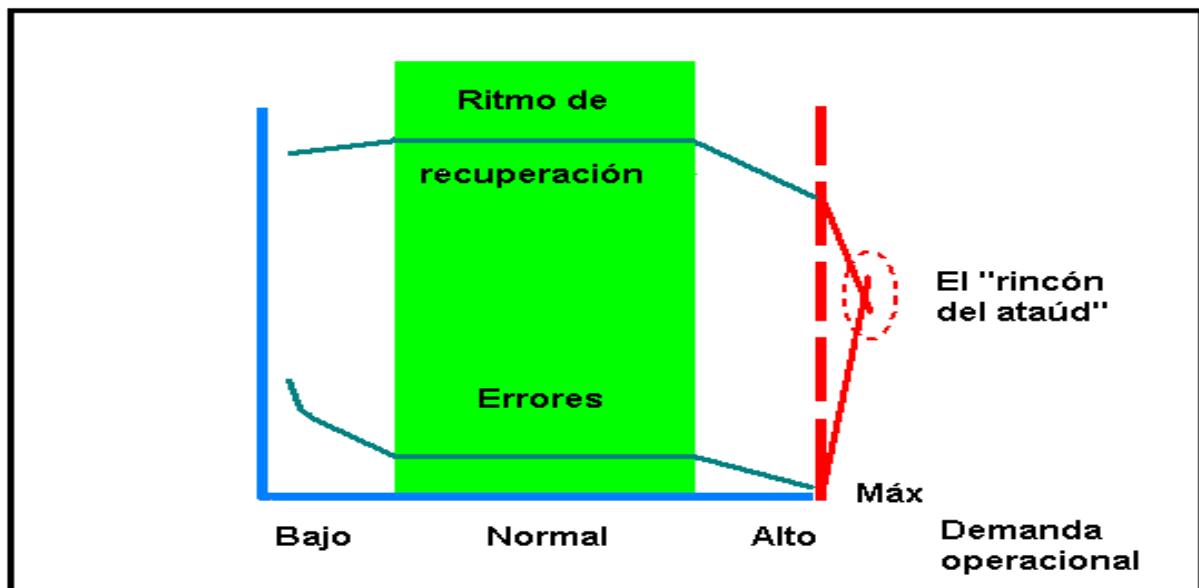 Ritmo de
recuperación
El "rincón
del ataúd"
Errores
Máx
Bajo
Normal
Alto
Demanda
operacional